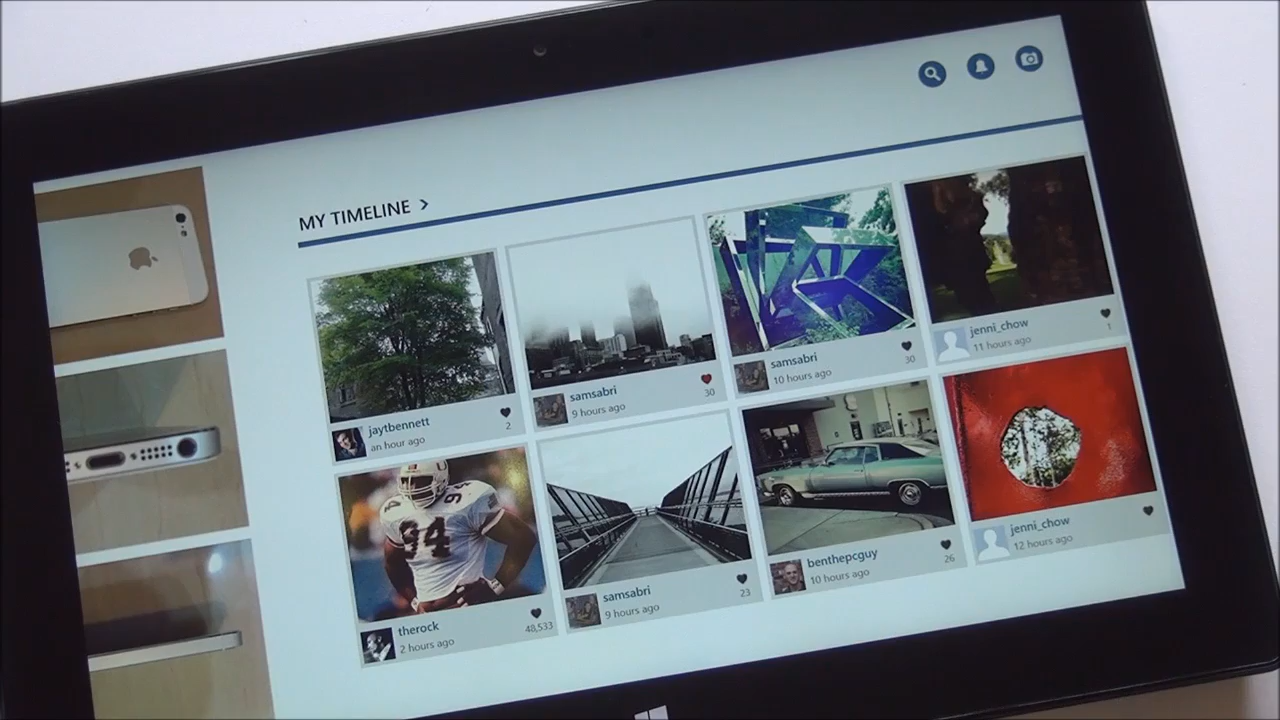 MY TIMELINE >
jaytbennett
an hour ago
2
samsabri
9 hours ago
30
samsabri
10 hours ago
30
jenni_chow
11 hours ago
1
94
therock
2 hours ago
48,533
samsabri
9 hours ago
23
benthepcguy
10 hours ago
26
jenni_chow
12 hours ago